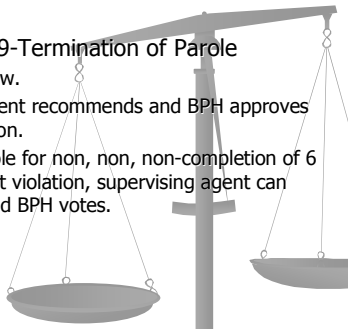 9-Termination of Parole
w.
ent recommends and BPH approves
on.
le for non, non, non-completion of 6
t violation, supervising agent can
d BPH votes.